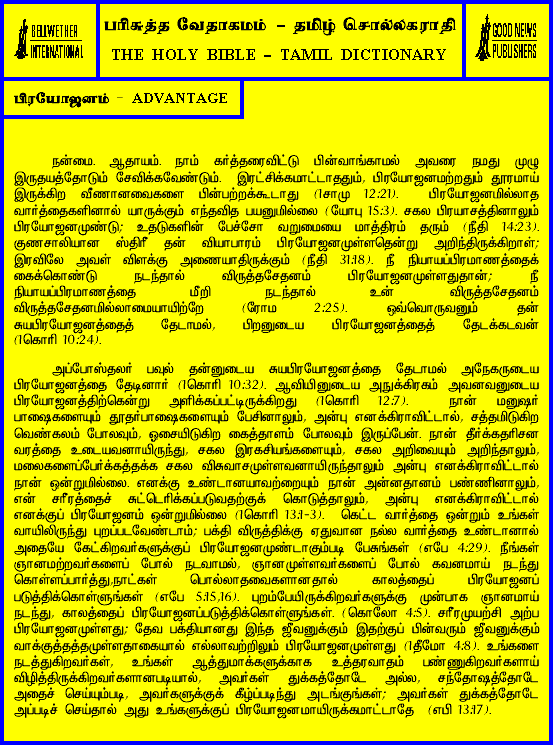 BELLWETHER
INTERNATIONAL
பரிசுத்த வேதாகமம் - தமிழ் சொல்லகராதி
THE HOLY BIBLE - TAMIL DICTIONARY
GOOD NEWS
PUBLISHERS
பிரயோஜனம் - ADVANTAGE
நன்மை. ஆதாயம். நாம் கர்த்தரைவிட்டு பின்வாங்காமல் அவரை நமது முழு
இருதயத்தோடும் சேவிக்கவேண்டும். இரட்சிக்கமாட்டாததும், பிரயோஜனமற்றதும் தூரமாய்
இருக்கிற வீணானவைகளை பின்பற்றக்கூடாது (1சாமு 12:21). பிரயோஜனமில்லாத
வார்த்தைகளினால் யாருக்கும் எந்தவித பயனுமில்லை (யோபு 15:3). சகல பிரயாசத்தினாலும்
பிரயோஜனமுண்டு; உதடுகளின் பேச்சோ வறுமையை மாத்திரம் தரும் (நீதி 14:23).
குணசாலியான ஸ்திரீ தன் வியாபாரம் பிரயோஜனமுள்ளதென்று அறிந்திருக்கிறாள்;
இரவிலே அவள் விளக்கு அணையாதிருக்கும் (நீதி 31:18). நீ நியாயப்பிரமாணத்தைக்
கைக்கொண்டு நடந்தால் விருத்தசேதனம் பிரயோஜனமுள்ளதுதான்; நீ
நியாயப்பிரமாணத்தை மீறி நடந்தால் உன் விருத்தசேதனம்
விருத்தசேதனமில்லாமையாயிற்றே (ரோம 2:25). ஒவ்வொருவனும் தன்
சுயபிரயோஜனத்தைத் தேடாமல், பிறனுடைய பிரயோஜனத்தைத் தேடக்கடவன்
(1கொரி 10:24).
அப்போஸ்தலர் பவுல் தன்னுடைய சுயபிரயோஜனத்தை தேடாமல் அநேகருடைய
பிரயோஜனத்தை தேடினார் (1கொரி 10:32). ஆவியினுடைய அநுக்கிரகம் அவனவனுடைய
பிரயோஜனத்திற்கென்று அளிக்கப்பட்டிருக்கிறது (1கொரி 12:7). நான் மனுஷர்
பாஷைகளையும் தூதர்பாஷைகளையும் பேசினாலும், அன்பு எனக்கிராவிட்டால், சத்தமிடுகிற
வெண்கலம் போலவும், ஓசையிடுகிற கைத்தாளம் போலவும் இருப்பேன். நான் தீர்க்கதரிசன
வரத்தை உடையவனாயிருந்து, சகல இரகசியங்களையும், சகல அறிவையும் அறிந்தாலும்,
மலைகளைப்பேர்க்கத்தக்க சகல விசுவாசமுள்ளவனாயிருந்தாலும் அன்பு எனக்கிராவிட்டால்
நான் ஒன்றுமில்லை. எனக்கு உண்டானயாவற்றையும் நான் அன்னதானம் பண்ணினாலும்,
என் சரீரத்தைச் சுட்டெரிக்கப்படுவதற்குக் கொடுத்தாலும், அன்பு எனக்கிராவிட்டால்
எனக்குப் பிரயோஜனம் ஒன்றுமில்லை (1கொரி 13:1-3). கெட்ட வார்த்தை ஒன்றும் உங்கள்
வாயிலிருந்து புறப்படவேண்டாம்; பக்தி விருத்திக்கு ஏதுவான நல்ல வார்த்தை உண்டானால்
அதையே கேட்கிறவர்களுக்குப் பிரயோஜனமுண்டாகும்படி பேசுங்கள் (எபே 4:29). நீங்கள்
ஞானமற்றவர்களைப் போல் நடவாமல், ஞானமுள்ளவர்களைப் போல் கவனமாய் நடந்து
கொள்ளப்பார்த்து,நாட்கள் பொல்லாதவைகளானதால் காலத்தைப் பிரயோஜனப்
படுத்திக்கொள்ளுங்கள் (எபே 5:15,16). புறம்பேயிருக்கிறவர்களுக்கு முன்பாக ஞானமாய்
நடந்து, காலத்தைப் பிரயோஜனப்படுத்திக்கொள்ளுங்கள். (கொலோ 4:5). சரீரமுயற்சி அற்ப
பிரயோஜனமுள்ளது; தேவ பக்தியானது இந்த ஜீவனுக்கும் இதற்குப் பின்வரும் ஜீவனுக்கும்
வாக்குத்தத்தமுள்ளதாகையால் எல்லாவற்றிலும் பிரயோஜனமுள்ளது (1தீமோ 4:8). உங்களை
நடத்துகிறவர்கள், உங்கள் ஆத்துமாக்களுக்காக உத்தரவாதம் பண்ணுகிறவர்களாய்
விழித்திருக்கிறவர்களானபடியால், அவர்கள் துக்கத்தோடே அல்ல, சந்தோஷத்தோடே
அதைச் செய்யும்படி, அவர்களுக்குக் கீழ்ப்படிந்து அடங்குங்கள்; அவர்கள் துக்கத்தோடே
அப்படிச் செய்தால் அது உங்களுக்குப் பிரயோஜனமாயிருக்கமாட்டாதே (எபி 13:17).